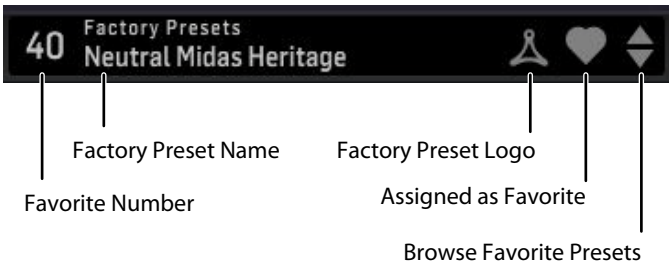 40
Factory Presets
Neutral Midas Heritage
Factory Preset Name
Factory Preset Logo
Favorite Number
Assigned as Favorite
Browse Favorite Presets